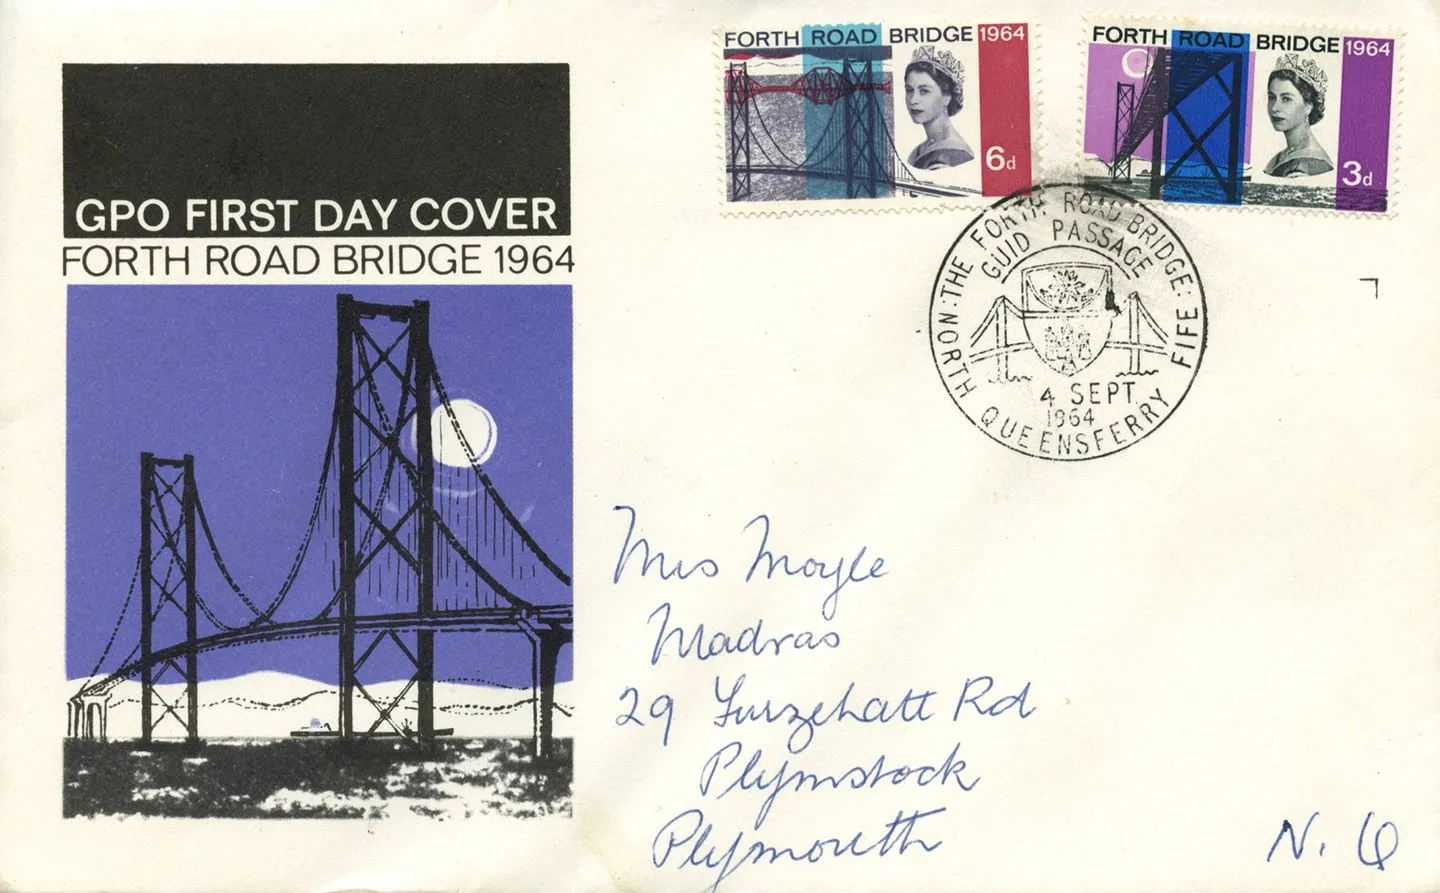 FORTH ROAD BRIDGE 1964
6d
FORTH ROAD BRIDGE 1964
3d
GPO FIRST DAY COVER
FORTH ROAD BRIDGE 1964
THE FORTH ROAD BRIDGE:
GUID PASSAGE
4 SEPT.
1964
NORTH QUEENSFERRY FIFE
Mrs Moyle
Madras
29 Furzehatt Rd
Plymstock
Plymouth
N.